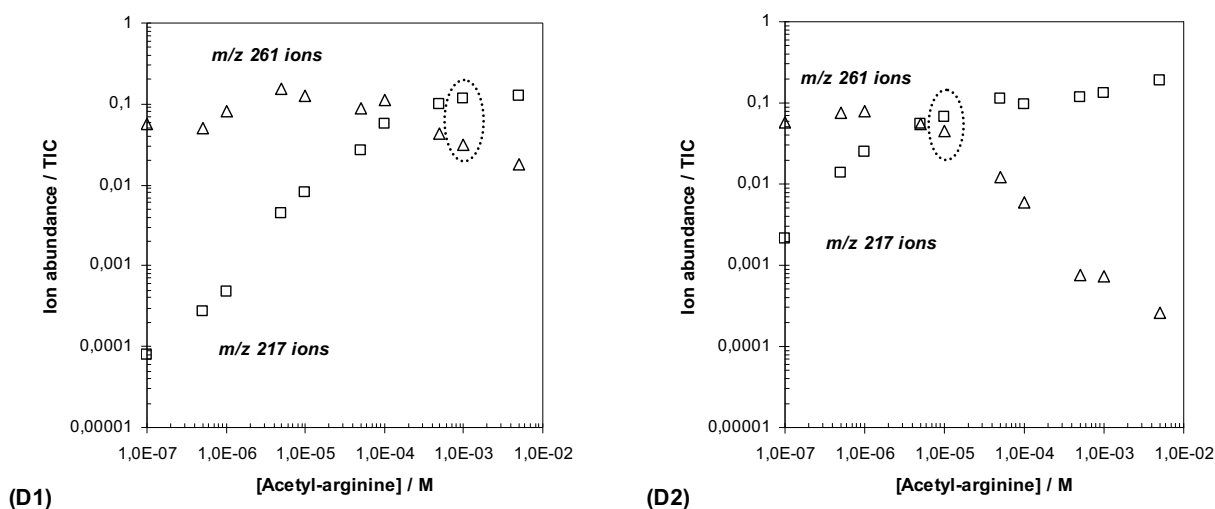 1
m/z 261 ions
0,1
0,01
0,001
m/z 217 ions
0,0001
0,00001
1,0E-07 1,0E-06 1,0E-05 1,0E-04 1,0E-03 1,0E-02
Ion abundance / TIC
[Acetyl-arginine] / M
(D1)
1
m/z 261 ions
0,1
0,01
m/z 217 ions
0,001
0,0001
0,00001
1,0E-07 1,0E-06 1,0E-05 1,0E-04 1,0E-03 1,0E-02
Ion abundance / TIC
[Acetyl-arginine] / M
(D2)